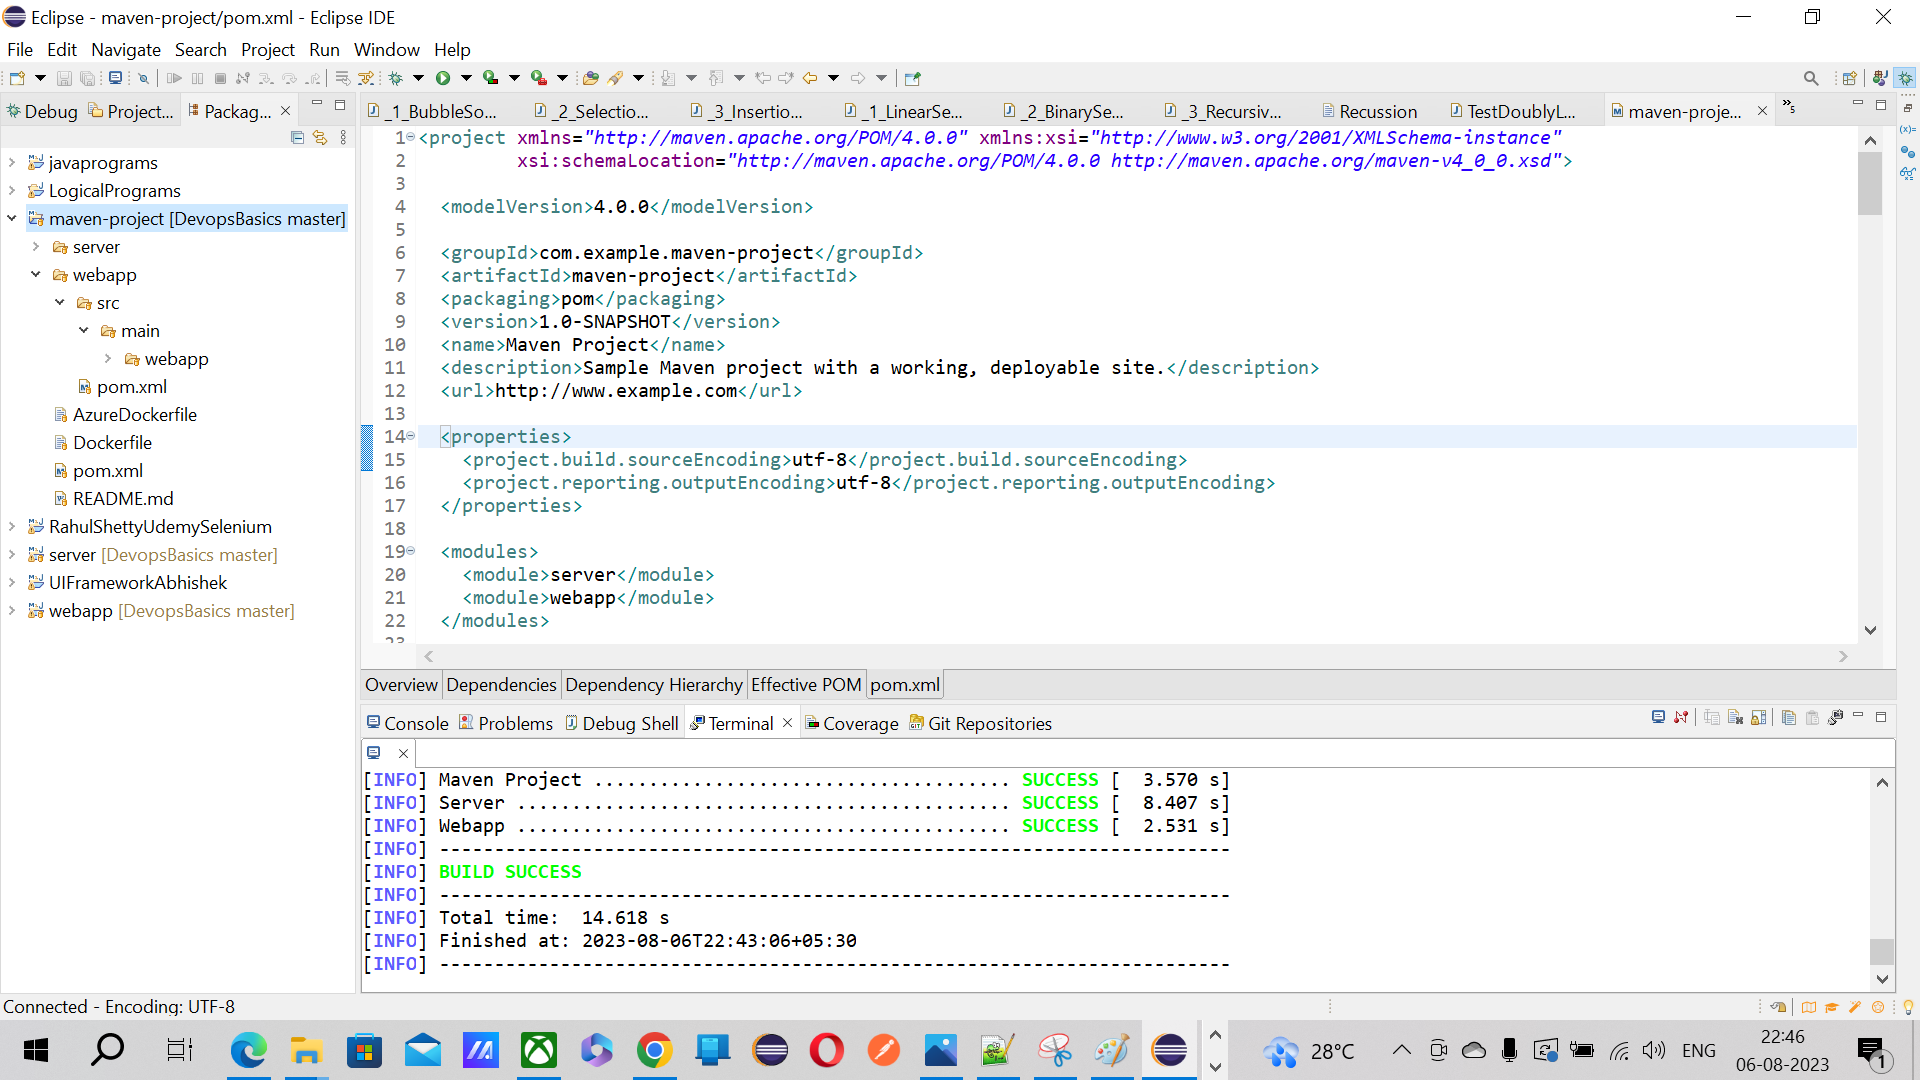 Eclipse - maven-project/pom.xml - Eclipse IDE
File Edit Navigate Search Project Run Window Help
Debug Project... Packag...
_1_BubbleSo... _2_Selectio... _3_Insertio... _1_LinearSe... _2_BinarySe... _3_Recursiv... Recussion TestDoublyL... maven-proje... »5
javaprograms
LogicalPrograms
maven-project [DevopsBasics master]
server
webapp
src
main
webapp
pom.xml
AzureDockerfile
Dockerfile
pom.xml
README.md
RahulShettyUdemySelenium
server [DevopsBasics master]
UIFrameworkAbhishek
webapp [DevopsBasics master]
1 <project xmlns="http://maven.apache.org/POM/4.0.0" xmlns:xsi="http://www.w3.org/2001/XMLSchema-instance"
2 xsi:schemaLocation="http://maven.apache.org/POM/4.0.0 http://maven.apache.org/maven-v4_0_0.xsd">
3
4 <modelVersion>4.0.0</modelVersion>
5
6 <groupId>com.example.maven-project</groupId>
7 <artifactId>maven-project</artifactId>
8 <packaging>pom</packaging>
9 <version>1.0-SNAPSHOT</version>
10 <name>Maven Project</name>
11 <description>Sample Maven project with a working, deployable site.</description>
12 <url>http://www.example.com</url>
13
14 <properties>
15 <project.build.sourceEncoding>utf-8</project.build.sourceEncoding>
16 <project.reporting.outputEncoding>utf-8</project.reporting.outputEncoding>
17 </properties>
18
19 <modules>
20 <module>server</module>
21 <module>webapp</module>
22 </modules>
23
Overview Dependencies Dependency Hierarchy Effective POM pom.xml
Console Problems Debug Shell Terminal Coverage Git Repositories
[INFO] Maven Project ...................................... SUCCESS [  3.570 s]
[INFO] Server ............................................. SUCCESS [  8.407 s]
[INFO] Webapp ............................................. SUCCESS [  2.531 s]
[INFO] ------------------------------------------------------------------------
[INFO] BUILD SUCCESS
[INFO] ------------------------------------------------------------------------
[INFO] Total time:  14.618 s
[INFO] Finished at: 2023-08-06T22:43:06+05:30
[INFO] ------------------------------------------------------------------------
Connected - Encoding: UTF-8
28°C ENG 22:46
06-08-2023 1